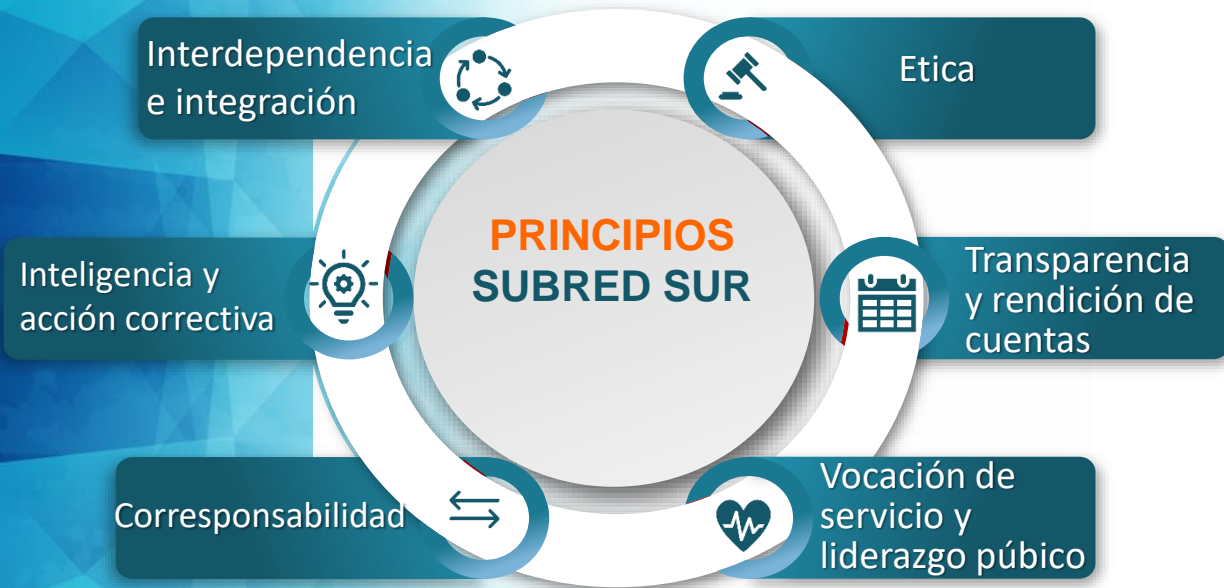 Interdependencia
e integración
Etica
PRINCIPIOS
SUBRED SUR
Inteligencia y
acción correctiva
Transparencia
y rendición de
cuentas
Corresponsabilidad
Vocación de
servicio y
liderazgo púbico